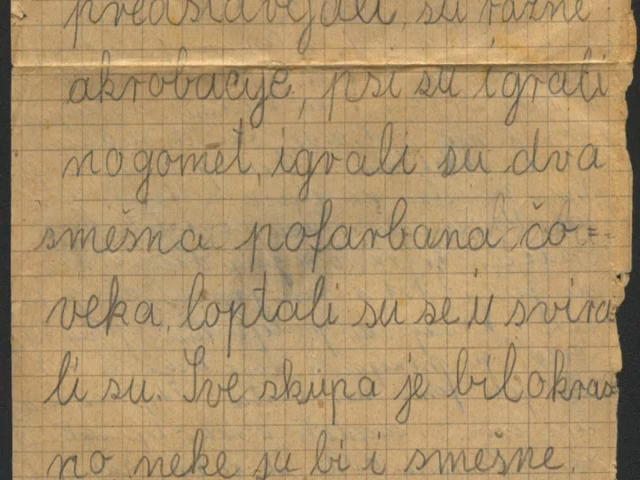 predstavljali su razne
akrobacije, psi su igrali
nogomet, igrali su dva
smešna pofarbana čo=
veka, loptali su se, u svira=
li su. Sve skupa je bilo kras=
no neke su bi i smešne.